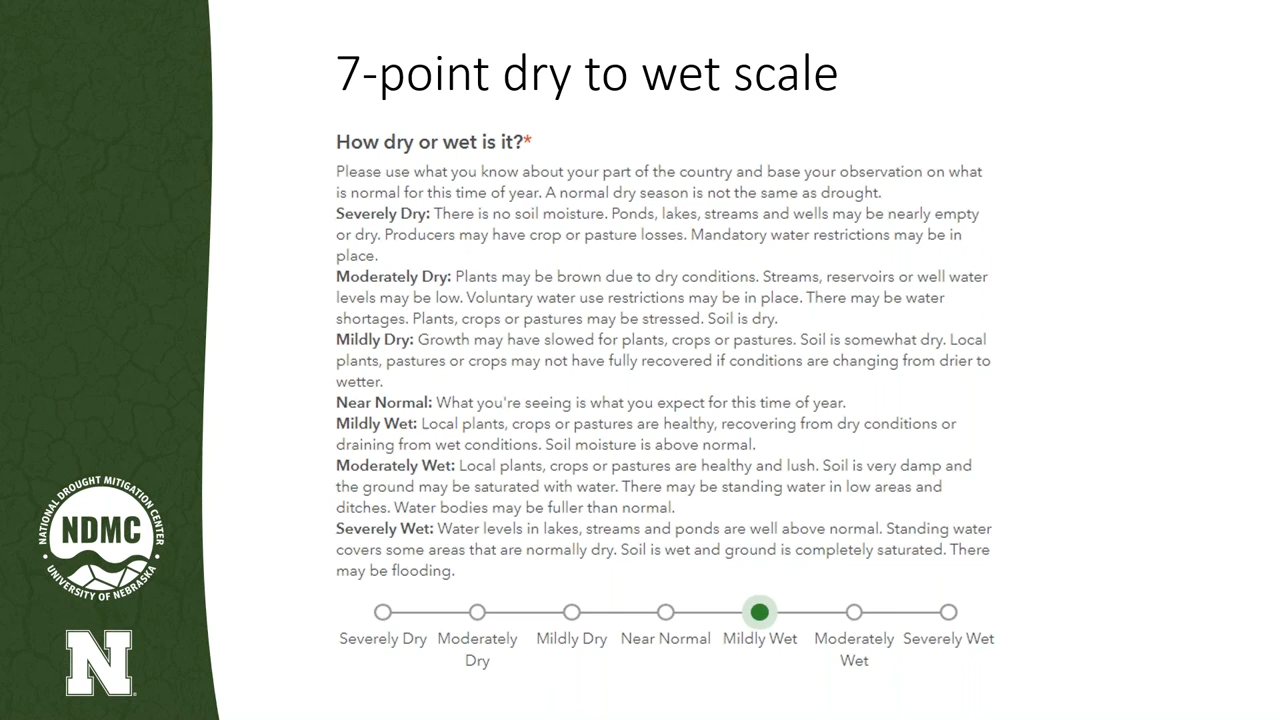 7-point dry to wet scale
How dry or wet is it?*
Please use what you know about your part of the country and base your observation on what
is normal for this time of year. A normal dry season is not the same as drought.
Severely Dry: There is no soil moisture. Ponds, lakes, streams and wells may be nearly empty
or dry. Producers may have crop or pasture losses. Mandatory water restrictions may be in
place.
Moderately Dry: Plants may be brown due to dry conditions. Streams, reservoirs or well water
levels may be low. Voluntary water use restrictions may be in place. There may be water
shortages. Plants, crops or pastures may be stressed. Soil is dry.
Mildly Dry: Growth may have slowed for plants, crops or pastures. Soil is somewhat dry. Local
plants, pastures or crops may not have fully recovered if conditions are changing from drier to
wetter.
Near Normal: What you're seeing is what you expect for this time of year.
Mildly Wet: Local plants, crops or pastures are healthy, recovering from dry conditions or
draining from wet conditions. Soil moisture is above normal.
Moderately Wet: Local plants, crops or pastures are healthy and lush. Soil is very damp and
the ground may be saturated with water. There may be standing water in low areas and
ditches. Water bodies may be fuller than normal.
Severely Wet: Water levels in lakes, streams and ponds are well above normal. Standing water
covers some areas that are normally dry. Soil is wet and ground is completely saturated. There
may be flooding.
Severely Dry Moderately Mildly Dry Near Normal Mildly Wet Moderately Severely Wet
Dry Wet
NATIONAL DROUGHT MITIGATION CENTER
NDMC
UNIVERSITY OF NEBRASKA
N